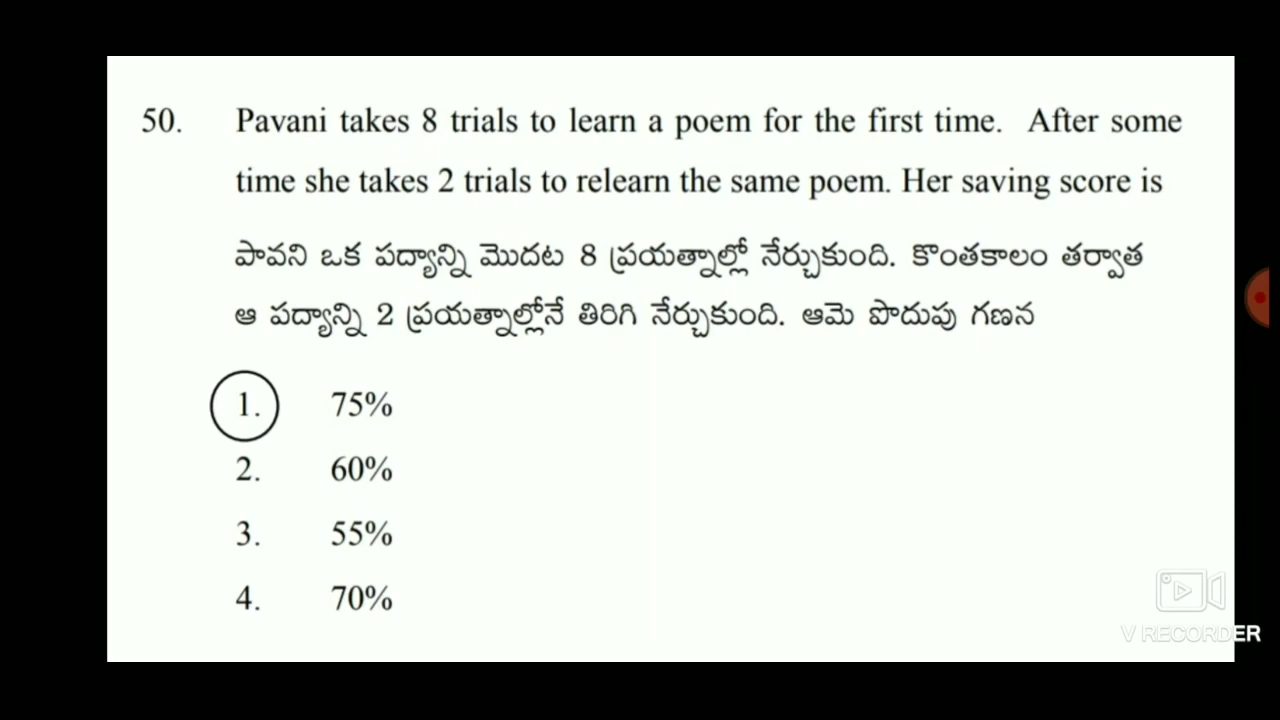 50. Pavani takes 8 trials to learn a poem for the first time. After some
time she takes 2 trials to relearn the same poem. Her saving score is
పావని ఒక పద్యాన్ని మొదట 8 ప్రయత్నాల్లో నేర్చుకుంది. కొంతకాలం తర్వాత
ఆ పద్యాన్ని 2 ప్రయత్నాల్లోనే తిరిగి నేర్చుకుంది. ఆమె పొదుపు గణన
1. 75%
2. 60%
3. 55%
4. 70%
V RECORDER